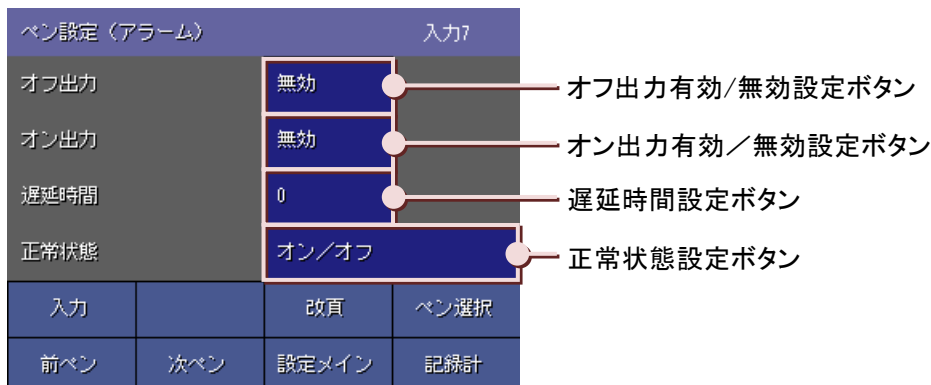 ペン設定（アラーム） 入力7
オフ出力 無効 オフ出力有効/無効設定ボタン
オン出力 無効 オン出力有効／無効設定ボタン
遅延時間 0 遅延時間設定ボタン
正常状態 オン／オフ 正常状態設定ボタン
入力 改頁 ペン選択
前ペン 次ペン 設定メイン 記録計